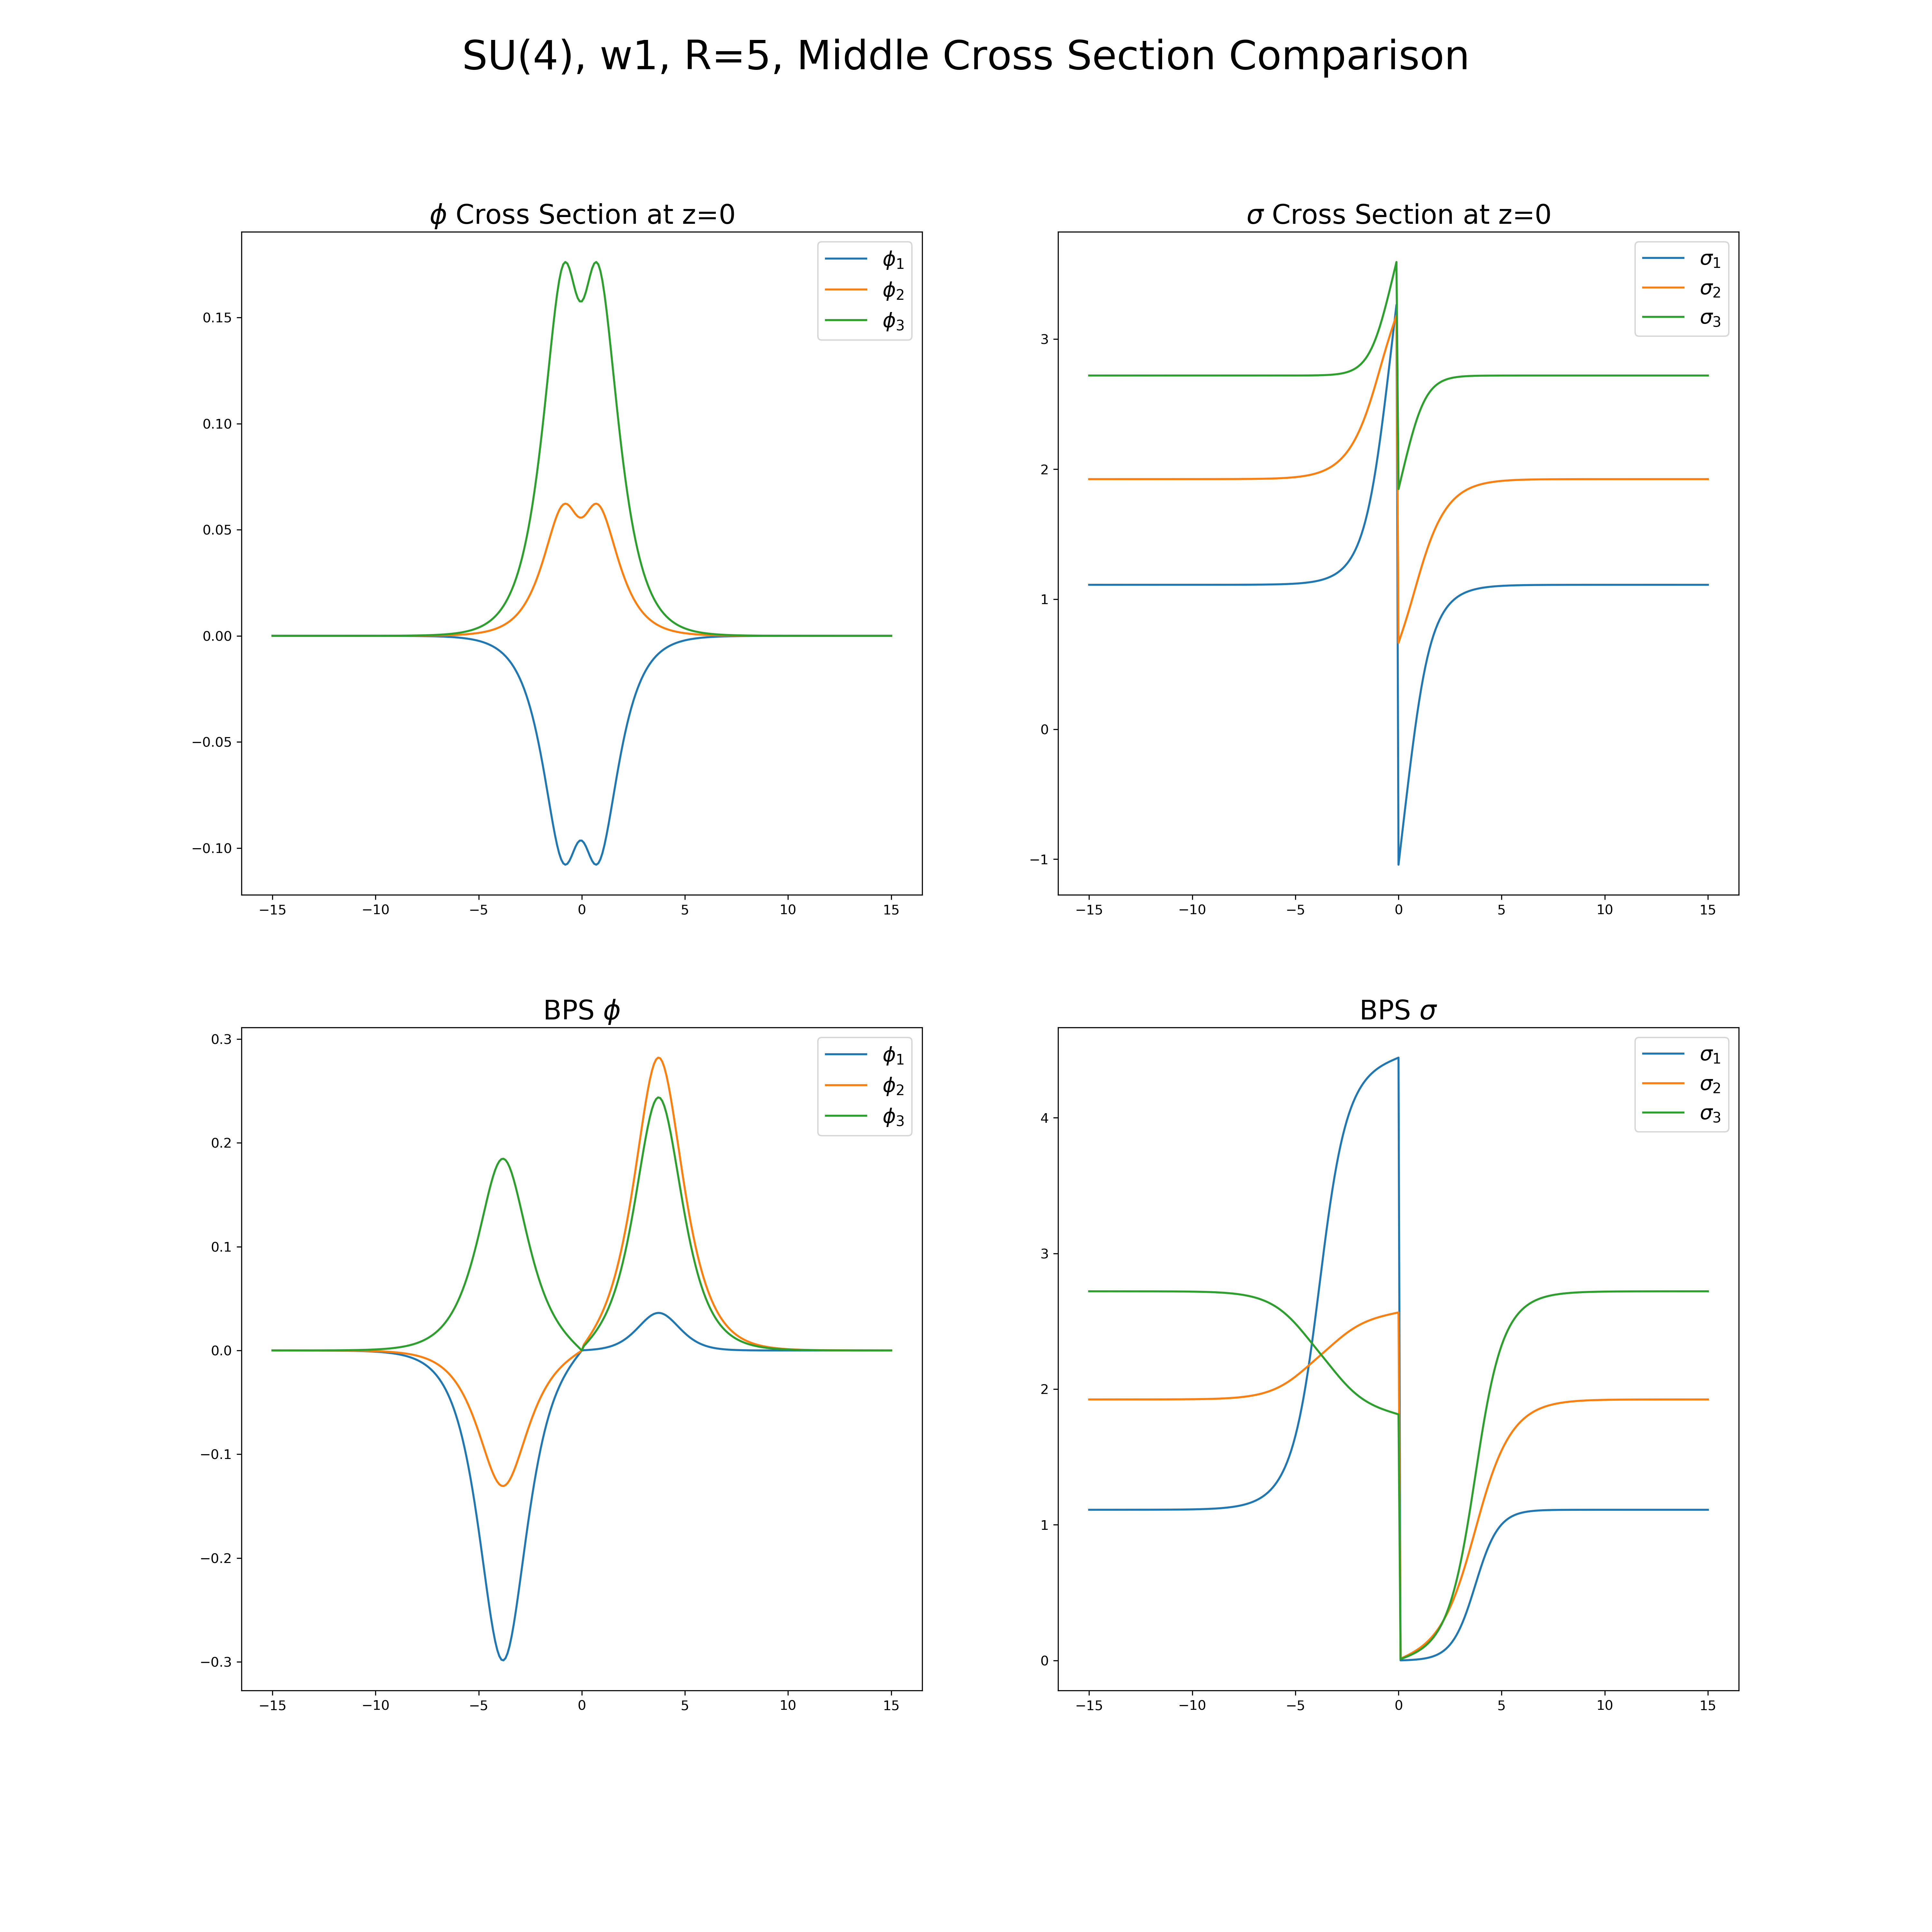 SU(4), w1, R=5, Middle Cross Section Comparison
ϕ Cross Section at z=0
ϕ₁
ϕ₂
ϕ₃
0.15
0.10
0.05
0.00
−0.05
−0.10
−15 −10 −5 0 5 10 15
σ Cross Section at z=0
σ₁
σ₂
σ₃
3
2
1
0
−1
−15 −10 −5 0 5 10 15
BPS ϕ
ϕ₁
ϕ₂
ϕ₃
0.3
0.2
0.1
0.0
−0.1
−0.2
−0.3
−15 −10 −5 0 5 10 15
BPS σ
σ₁
σ₂
σ₃
4
3
2
1
0
−15 −10 −5 0 5 10 15